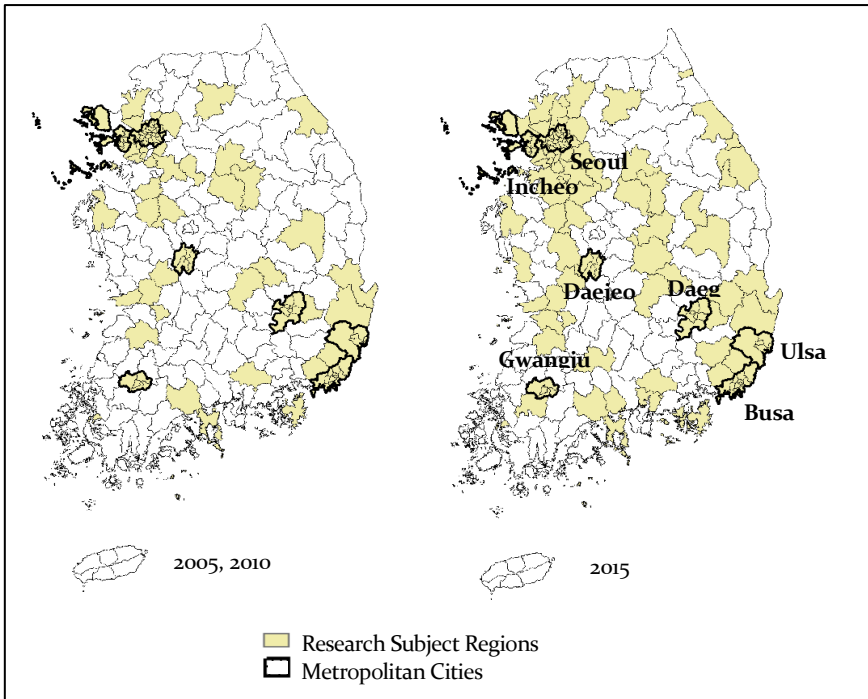 Seoul
Incheo
Daejeo
Daeg
Gwangju
Ulsa
Busa
2005, 2010
2015
Research Subject Regions
Metropolitan Cities